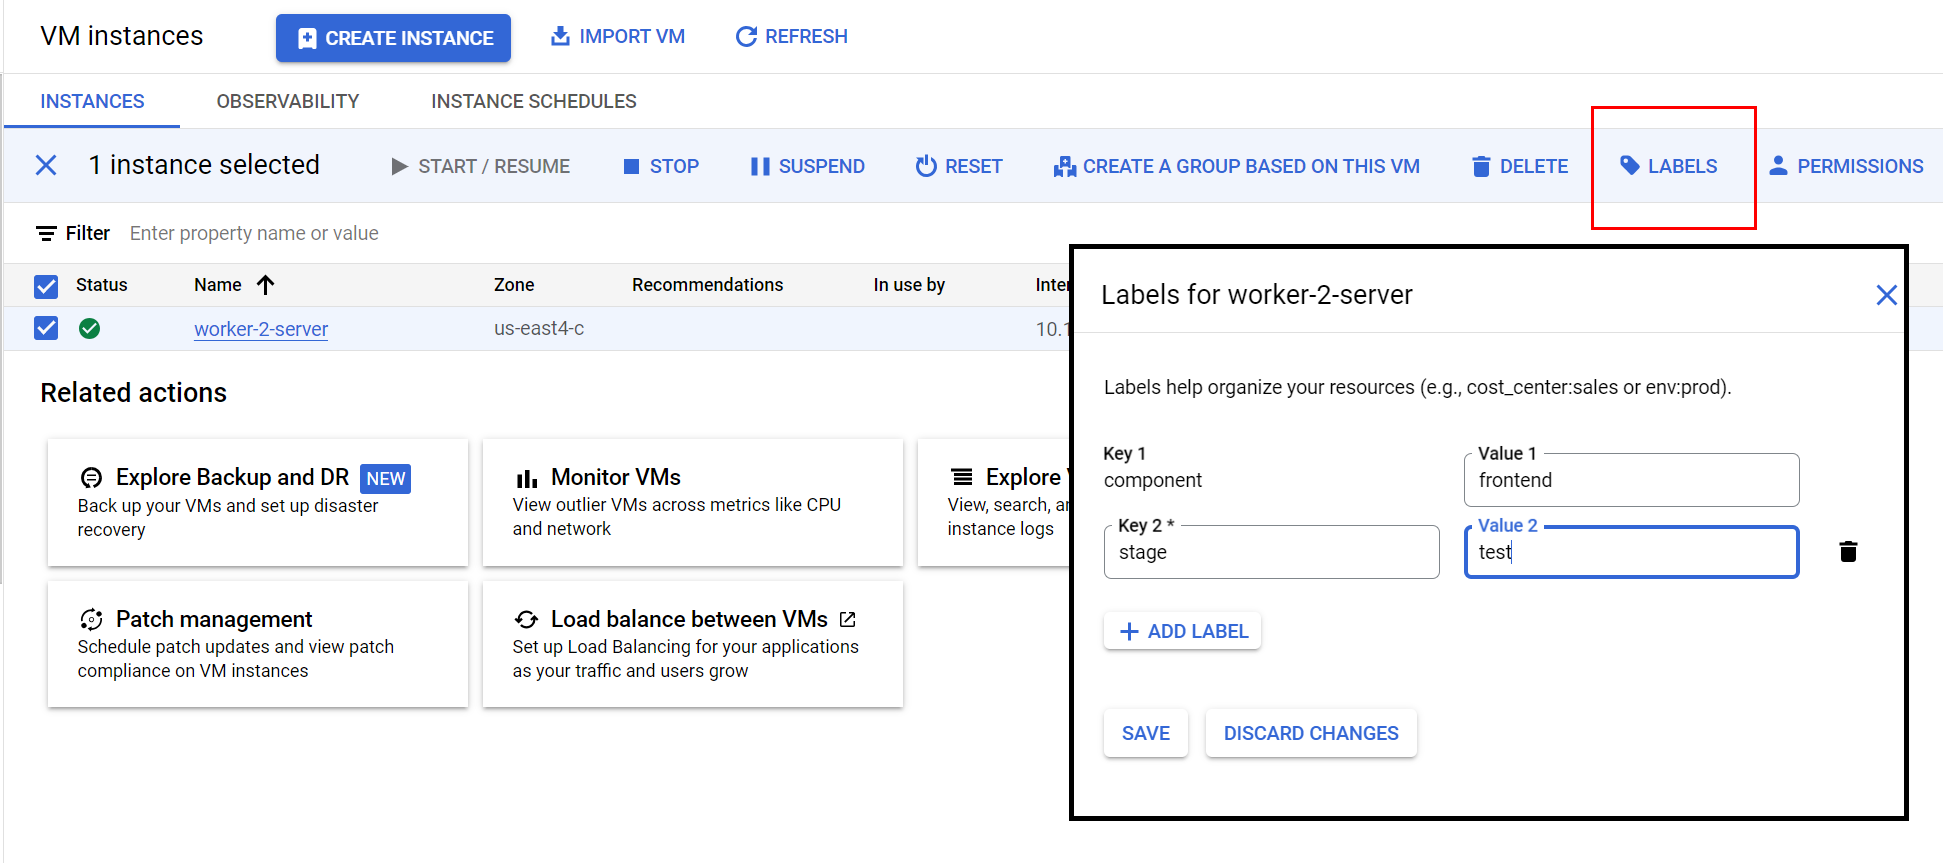 VM instances
CREATE INSTANCE
IMPORT VM
REFRESH
INSTANCES
OBSERVABILITY
INSTANCE SCHEDULES
1 instance selected
START / RESUME
STOP
SUSPEND
RESET
CREATE A GROUP BASED ON THIS VM
DELETE
LABELS
PERMISSIONS
Filter Enter property name or value
Status Name Zone Recommendations In use by Inter
worker-2-server us-east4-c 10.1
Related actions
Explore Backup and DR NEW
Back up your VMs and set up disaster
recovery
Monitor VMs
View outlier VMs across metrics like CPU
and network
Explore
View, search,
instance logs
Patch management
Schedule patch updates and view patch
compliance on VM instances
Load balance between VMs
Set up Load Balancing for your applications
as your traffic and users grow
Labels for worker-2-server
Labels help organize your resources (e.g., cost_center:sales or env:prod).
Key 1
component
Value 1
frontend
Key 2 *
stage
Value 2
test
ADD LABEL
SAVE
DISCARD CHANGES